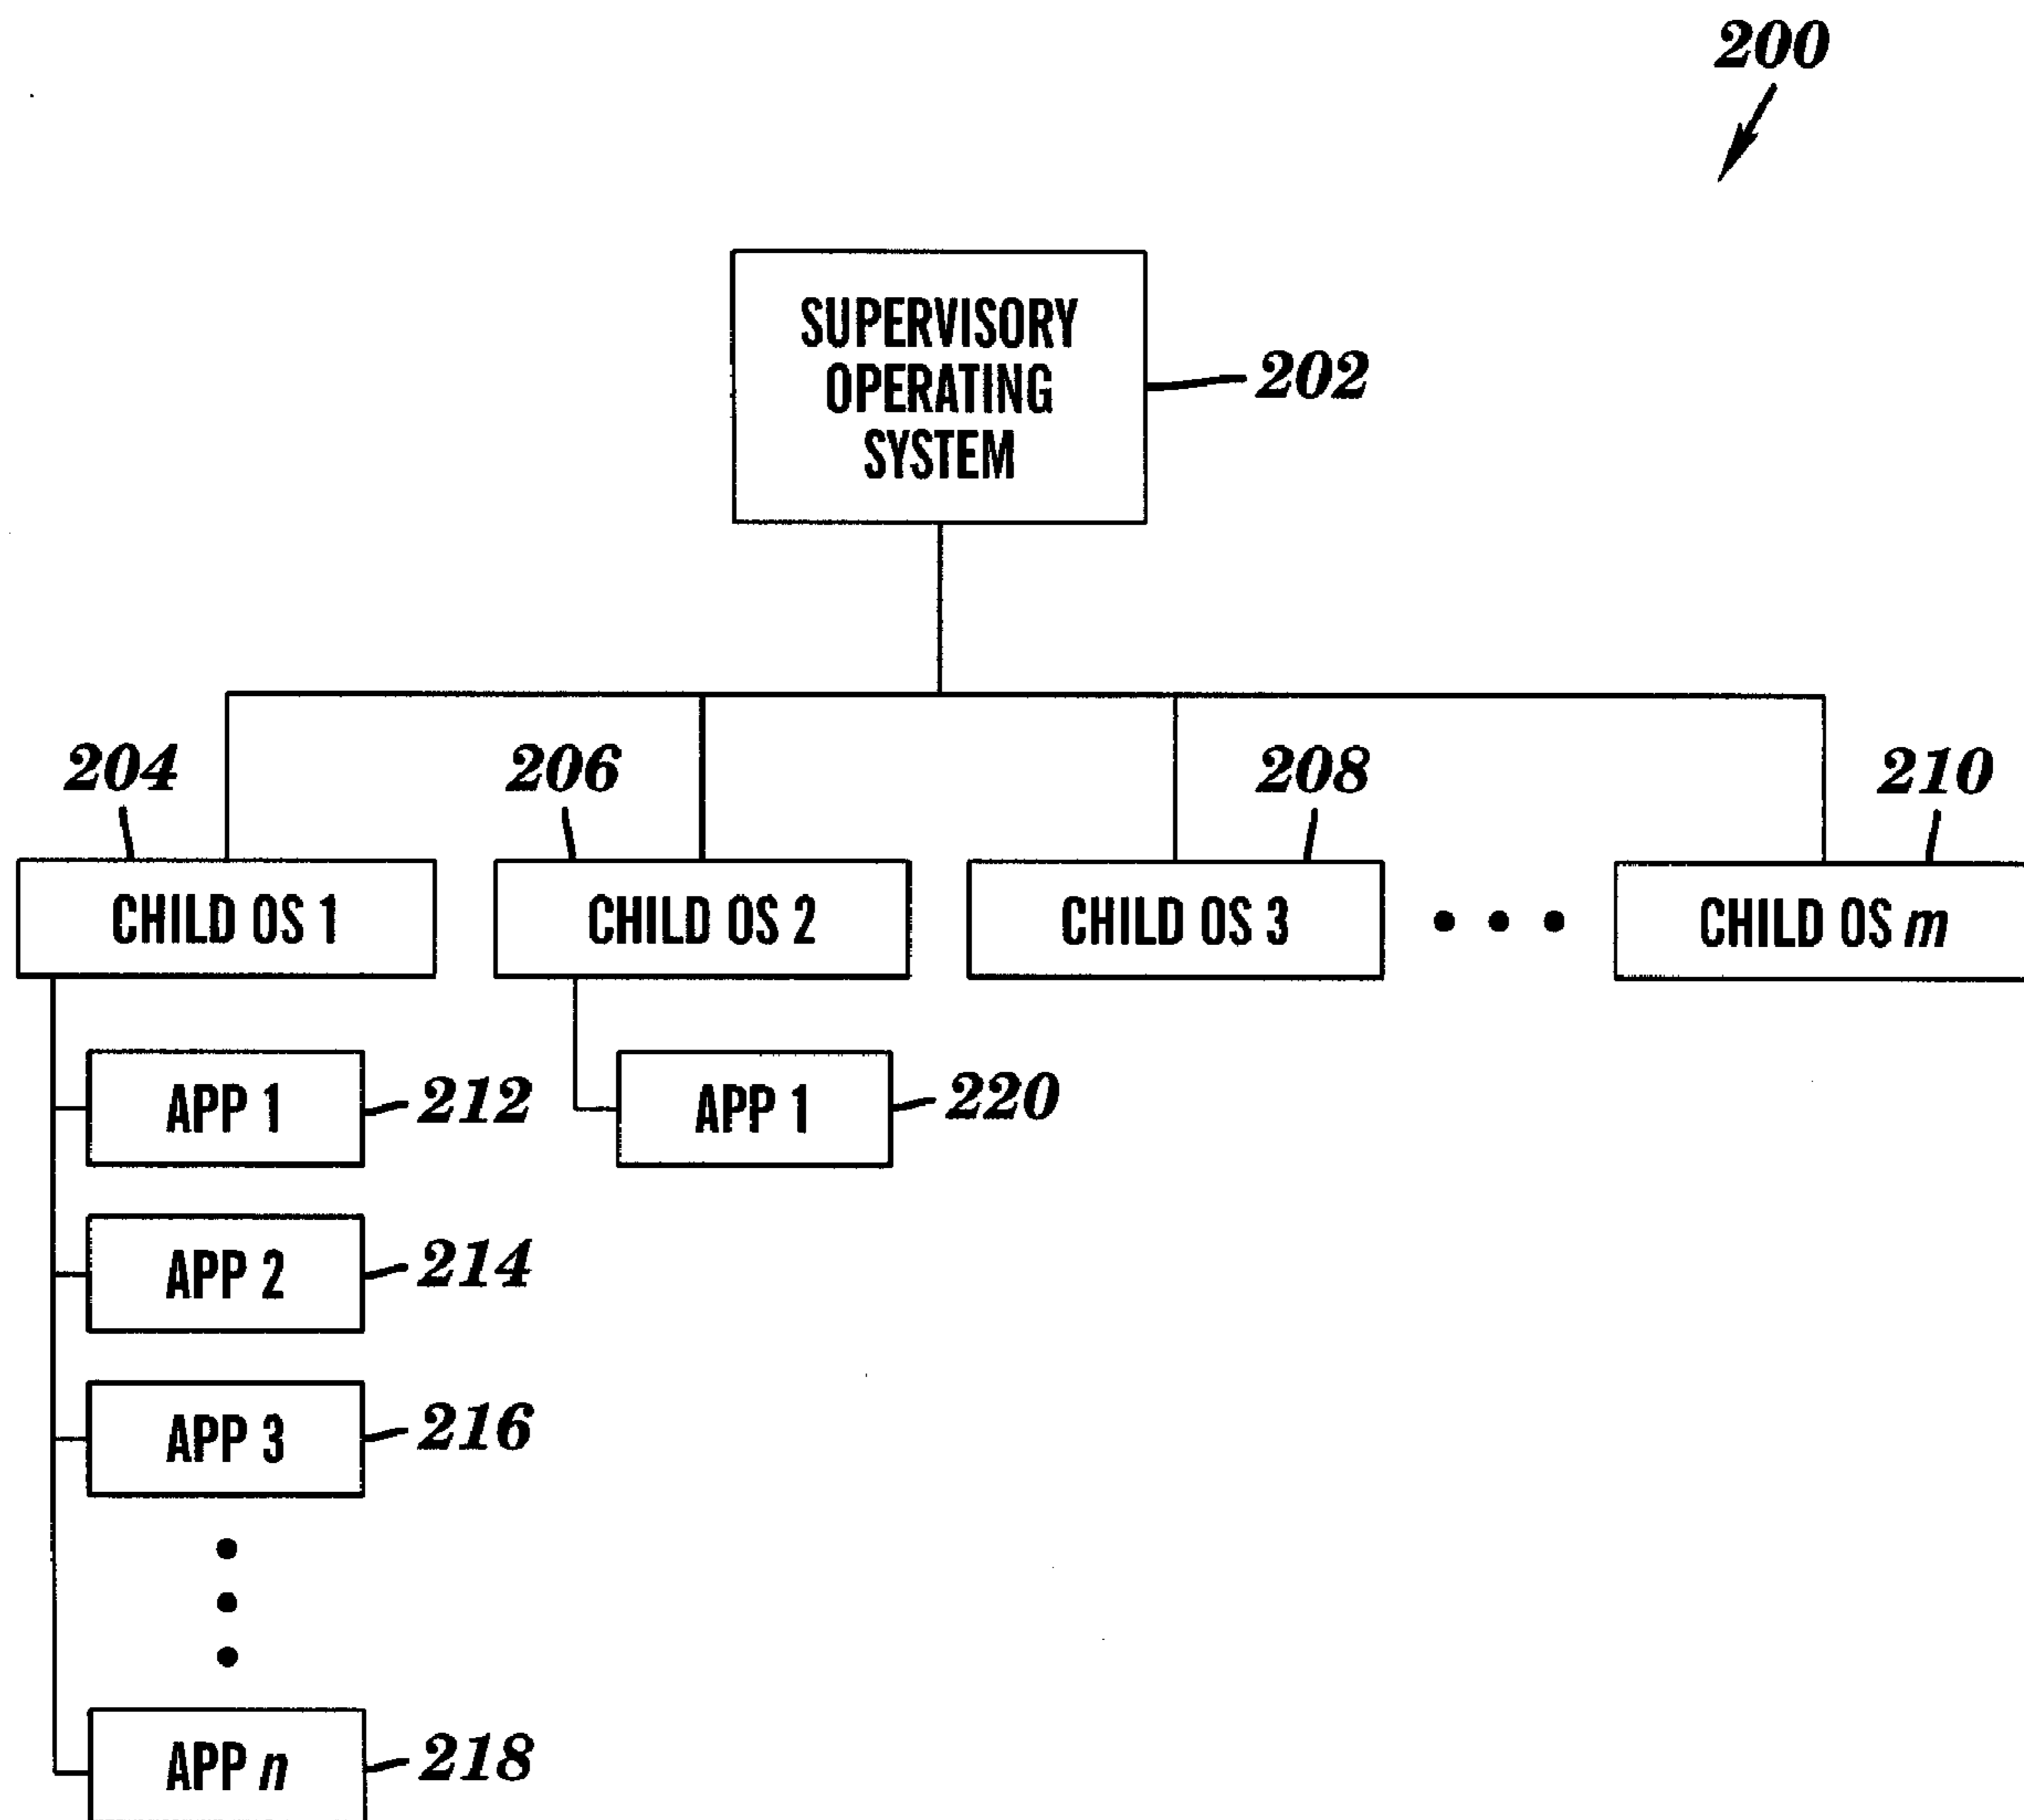 200
SUPERVISORY
OPERATING
SYSTEM
202
204
206
208
210
CHILD OS 1
CHILD OS 2
CHILD OS 3
CHILD OS m
APP 1
212
APP 1
220
APP 2
214
APP 3
216
APP n
218